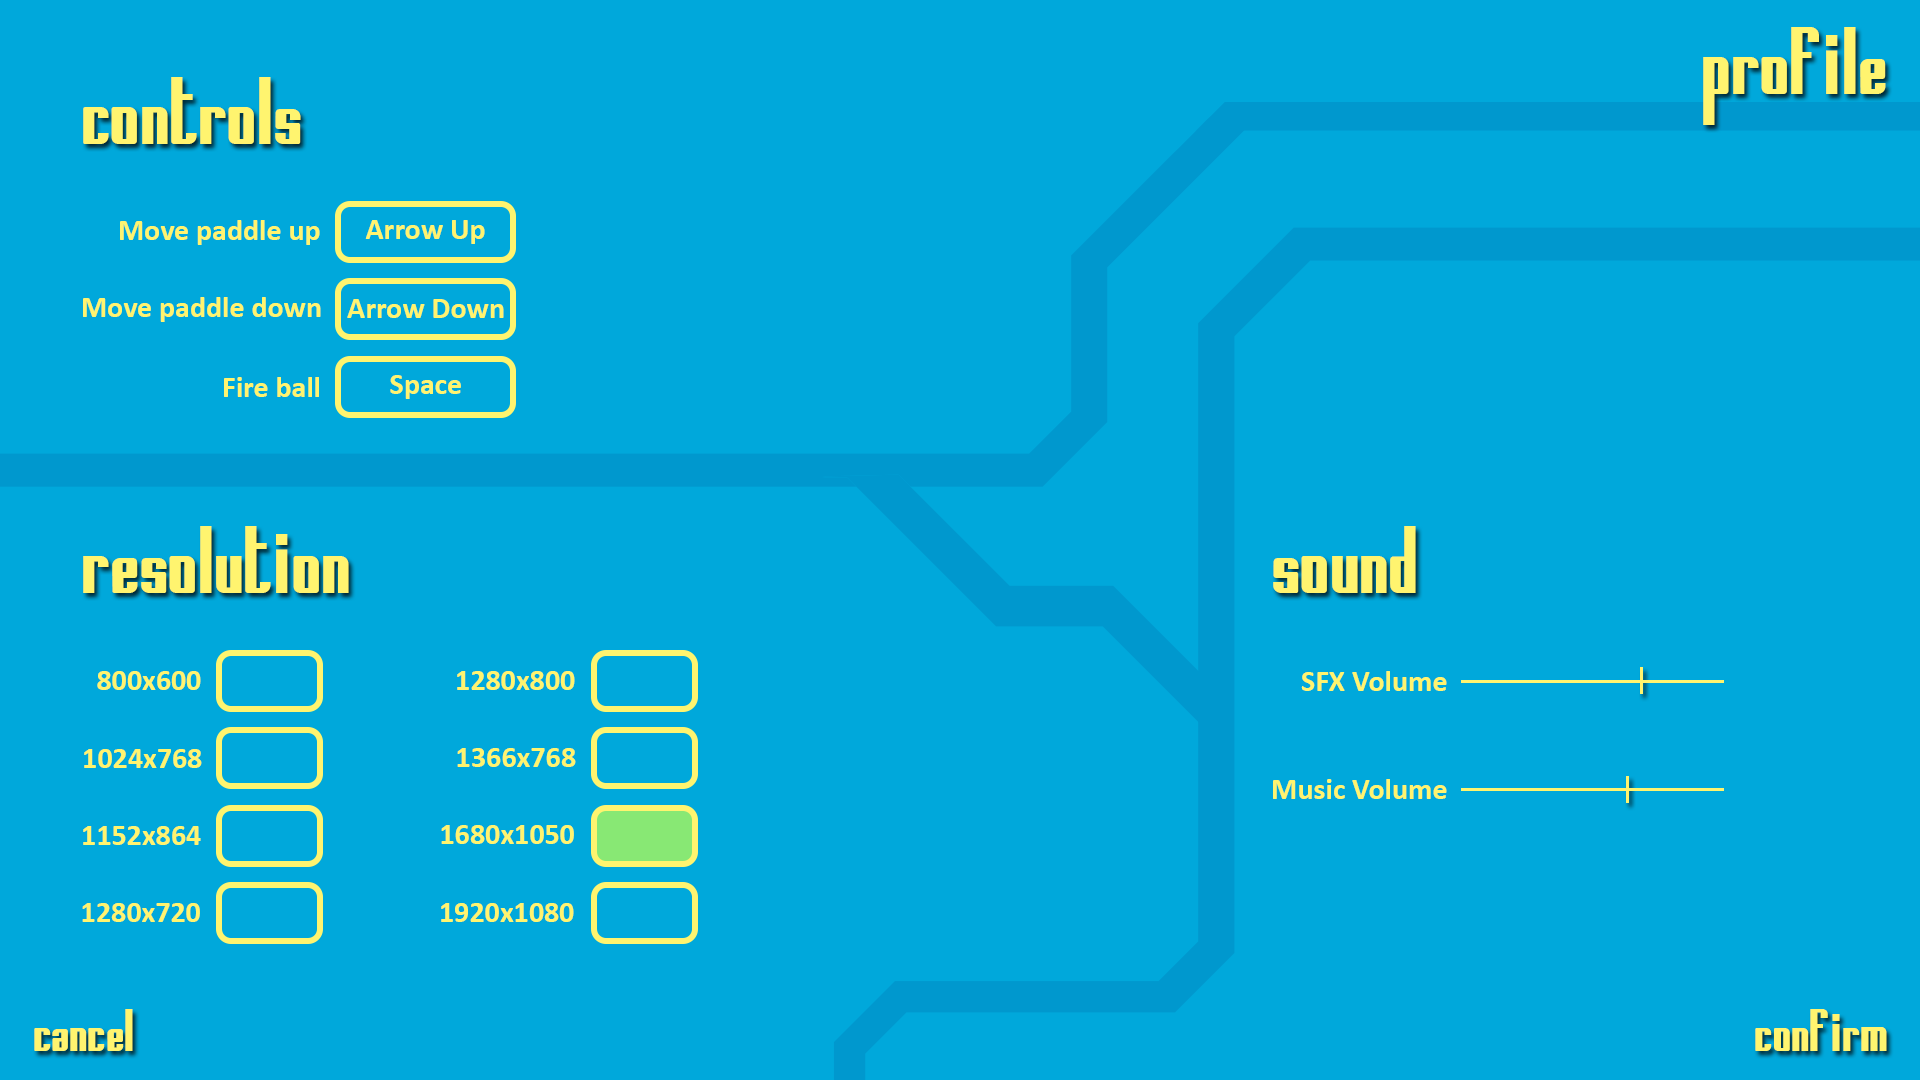 profile
controls
Move paddle up Arrow Up
Move paddle down Arrow Down
Fire ball Space
resolution
800x600
1024x768
1152x864
1280x720
1280x800
1366x768
1680x1050
1920x1080
sound
SFX Volume
Music Volume
cancel
confirm